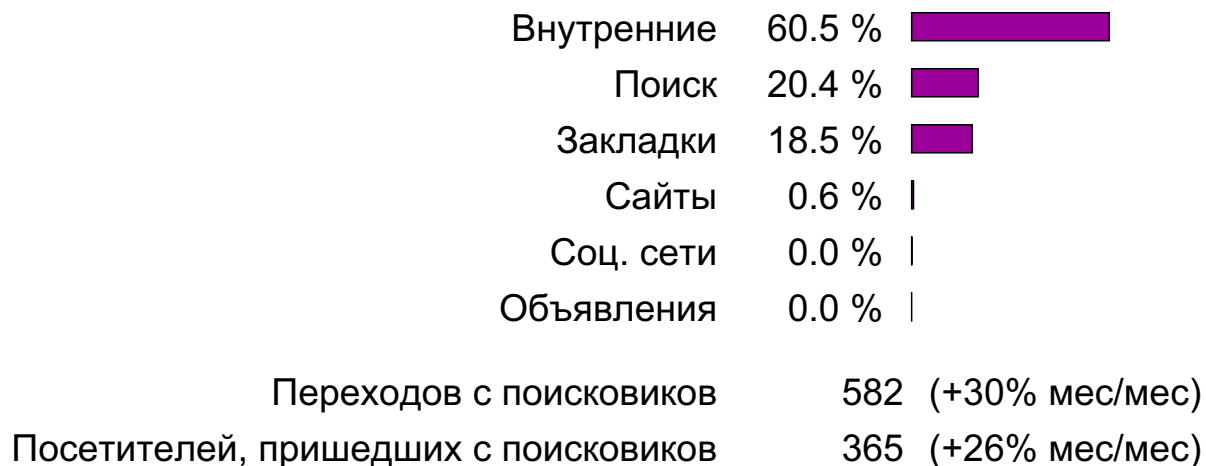 Внутренние 60.5 %
Поиск 20.4 %
Закладки 18.5 %
Сайты 0.6 %
Соц. сети 0.0 %
Объявления 0.0 %
Переходов с поисковиков 582 (+30% мес/мес)
Посетителей, пришедших с поисковиков 365 (+26% мес/мес)